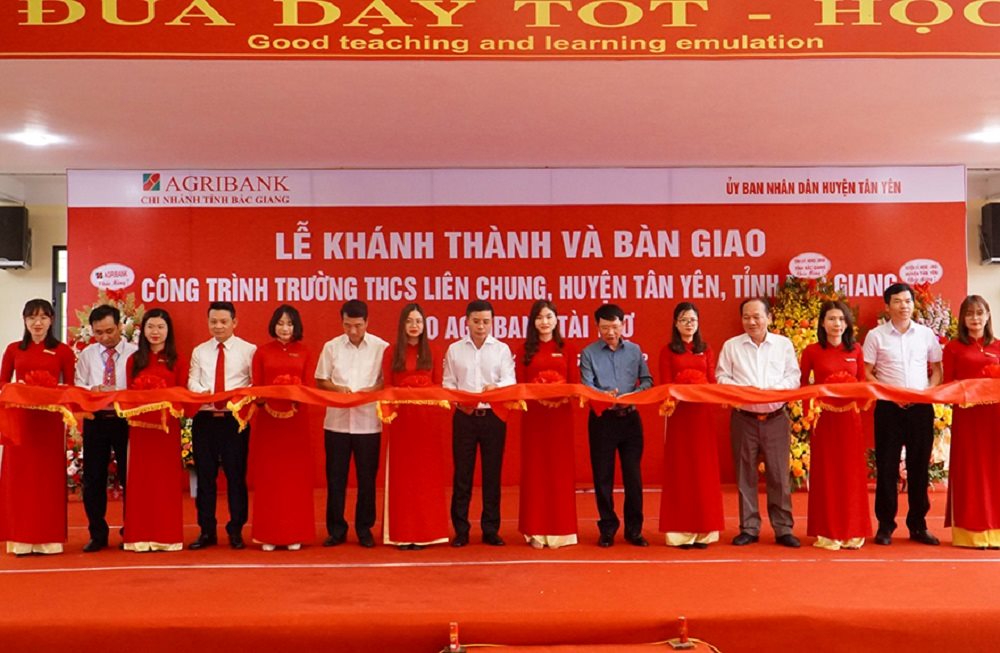 ĐUA DẠY TỐT - HỌC
Good teaching and learning emulation
AGRIBANK
CHI NHÁNH TỈNH BẮC GIANG
ỦY BAN NHÂN DÂN HUYỆN TÂN YÊN
LỄ KHÁNH THÀNH VÀ BÀN GIAO
CÔNG TRÌNH TRƯỜNG THCS LIÊN CHUNG, HUYỆN TÂN YÊN, TỈNH GIANG
O AGRIBANK TÀI
AGRIBANK